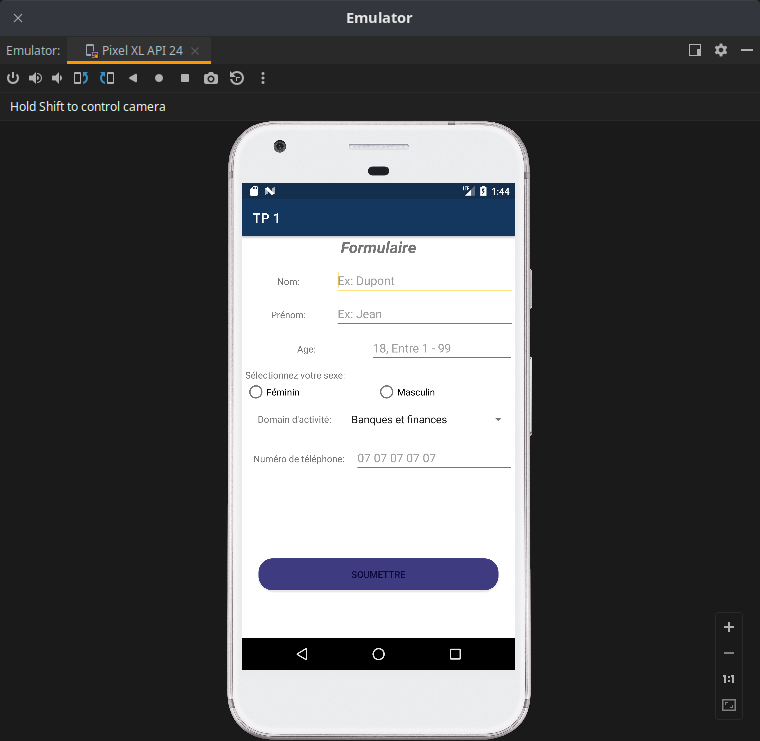 Emulator
Emulator: Pixel XL API 24
Hold Shift to control camera
LTE 1:44
TP 1
Formulaire
Nom: Ex: Dupont
Prénom: Ex: Jean
Age: 18, Entre 1 - 99
Sélectionnez votre sexe:
Féminin Masculin
Domain d'activité: Banques et finances
Numéro de téléphone: 07 07 07 07 07
SOUMETTRE
1:1